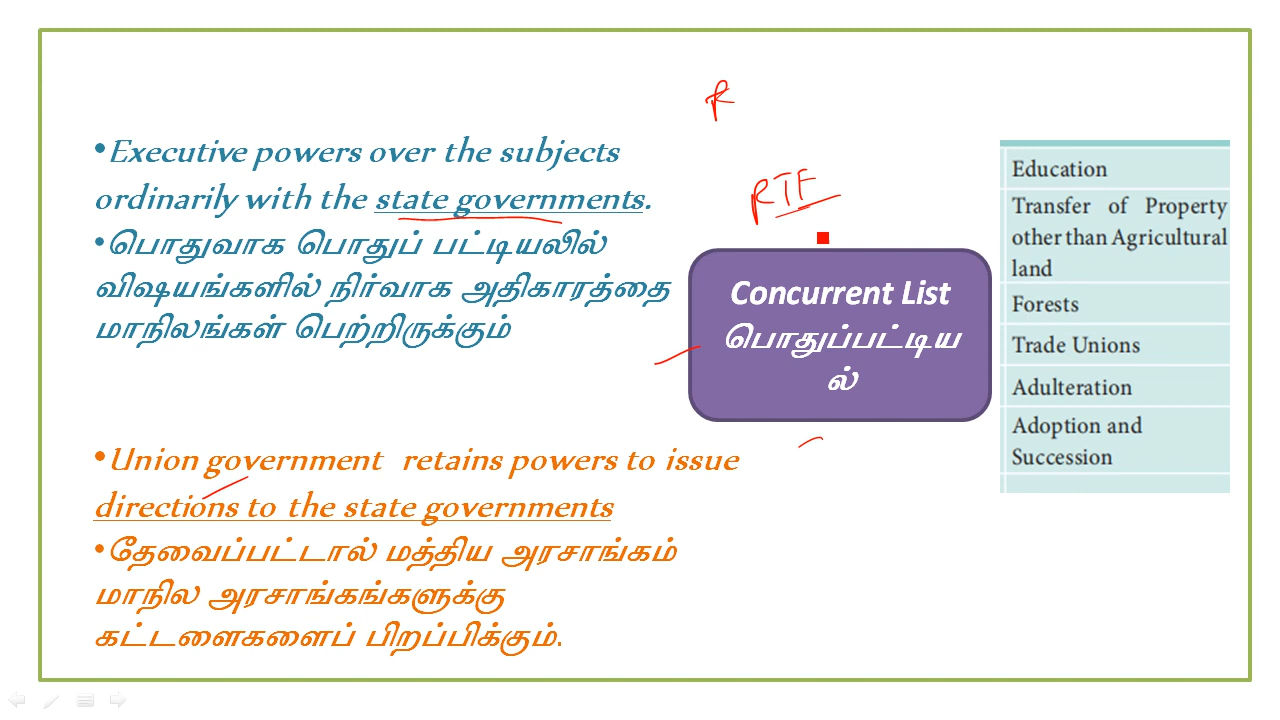 •Executive powers over the subjects
ordinarily with the state governments.
•பொதுவாக பொதுப் பட்டியலில்
விஷயங்களில் நிர்வாக அதிகாரத்தை
மாநிலங்கள் பெற்றிருக்கும்
•Union government retains powers to issue
directions to the state governments
•தேவைப்பட்டால் மத்திய அரசாங்கம்
மாநில அரசாங்கங்களுக்கு
கட்டளைகளைப் பிறப்பிக்கும்.
RTF
Concurrent List
பொதுப்பட்டிய
ல்
Education
Transfer of Property
other than Agricultural
land
Forests
Trade Unions
Adulteration
Adoption and
Succession